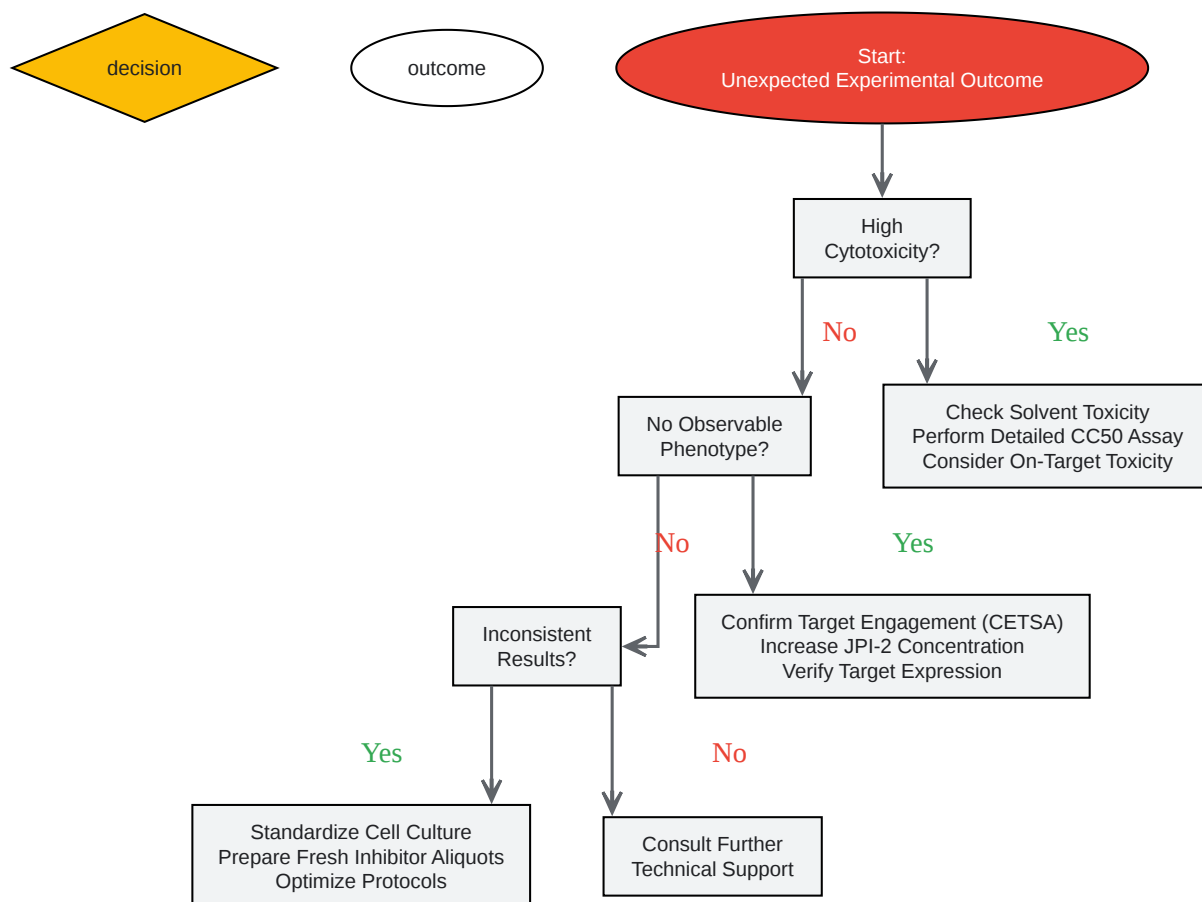 decision
outcome
Start:
Unexpected Experimental Outcome
High
Cytotoxicity?
No
Yes
No Observable
Phenotype?
Check Solvent Toxicity
Perform Detailed CC50 Assay
Consider On-Target Toxicity
No
Yes
Inconsistent
Results?
Confirm Target Engagement (CETSA)
Increase JPI-2 Concentration
Verify Target Expression
Yes
No
Standardize Cell Culture
Prepare Fresh Inhibitor Aliquots
Optimize Protocols
Consult Further
Technical Support